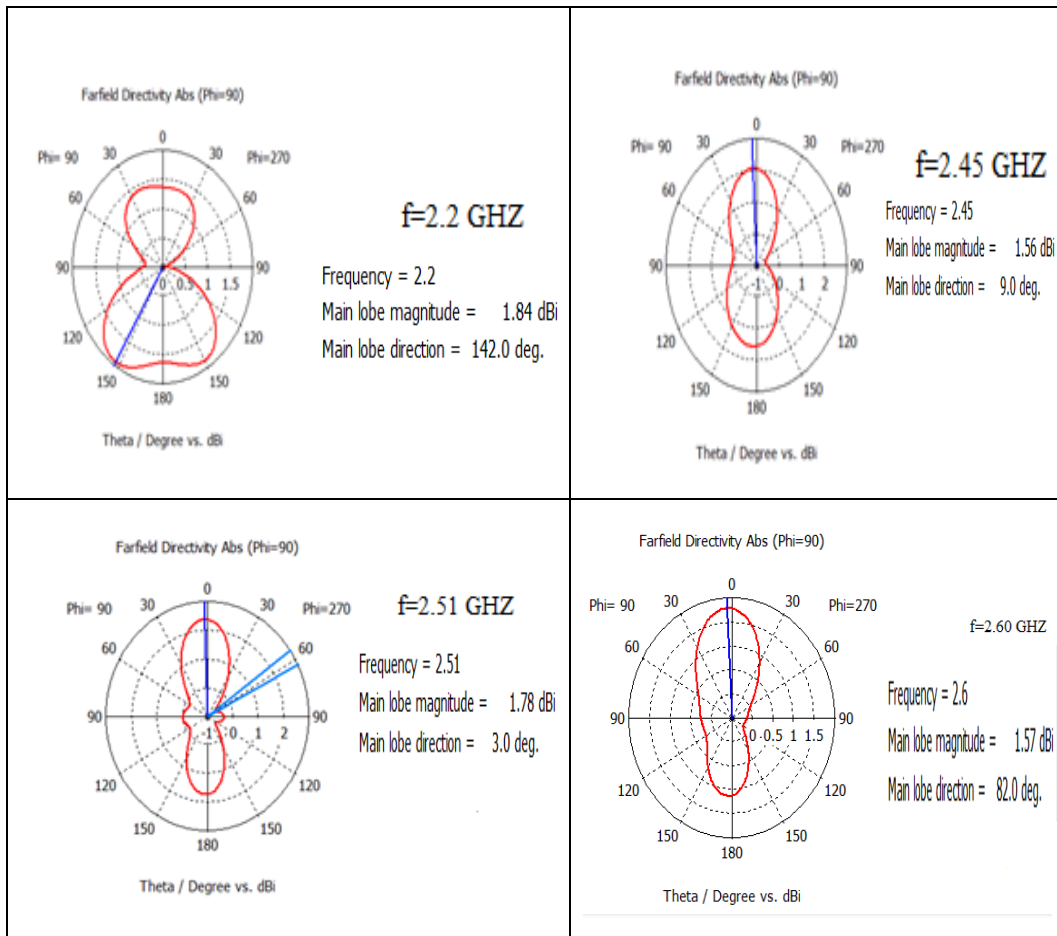 Farfield Directivity Abs (Phi=90)
0
Phi= 90 30 30 Phi=270
60 60
f=2.2 GHZ
90 0 0.5 1 1.5 90
Frequency = 2.2
Main lobe magnitude = 1.84 dBi
120 120
Main lobe direction = 142.0 deg.
150 150
180
Theta / Degree vs. dBi
Farfield Directivity Abs (Phi=90)
0
Phi= 90 30 30 Phi=270
f=2.45 GHZ
60 60
Frequency = 2.45
Main lobe magnitude = 1.56 dBi
90 -1 0 1 2 90
Main lobe direction = 9.0 deg.
120 120
150 150
180
Theta / Degree vs. dBi
Farfield Directivity Abs (Phi=90)
0
Phi= 90 30 30 Phi=270
f=2.51 GHZ
60 60
Frequency = 2.51
Main lobe magnitude = 1.78 dBi
90 -1 0 1 2 90
Main lobe direction = 3.0 deg.
120 120
150 150
180
Theta / Degree vs. dBi
Farfield Directivity Abs (Phi=90)
0
Phi= 90 30 30 Phi=270
f=2.60 GHZ
60 60
Frequency = 2.6
90 0 0.5 1 1.5 90
Main lobe magnitude = 1.57 dBi
120 120
Main lobe direction = 82.0 deg.
150 150
180
Theta / Degree vs. dBi